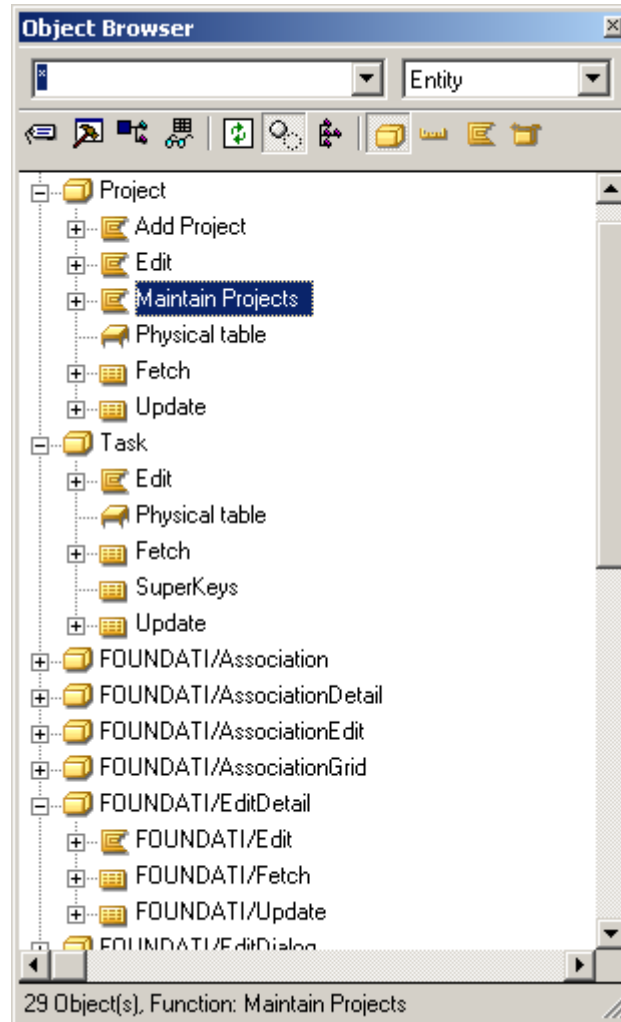 Object Browser
* Entity
Project
Add Project
Edit
Maintain Projects
Physical table
Fetch
Update
Task
Edit
Physical table
Fetch
SuperKeys
Update
FOUNDATI/Association
FOUNDATI/AssociationDetail
FOUNDATI/AssociationEdit
FOUNDATI/AssociationGrid
FOUNDATI/EditDetail
FOUNDATI/Edit
FOUNDATI/Fetch
FOUNDATI/Update
FOUNDATI/EditDialog
29 Object(s), Function: Maintain Projects